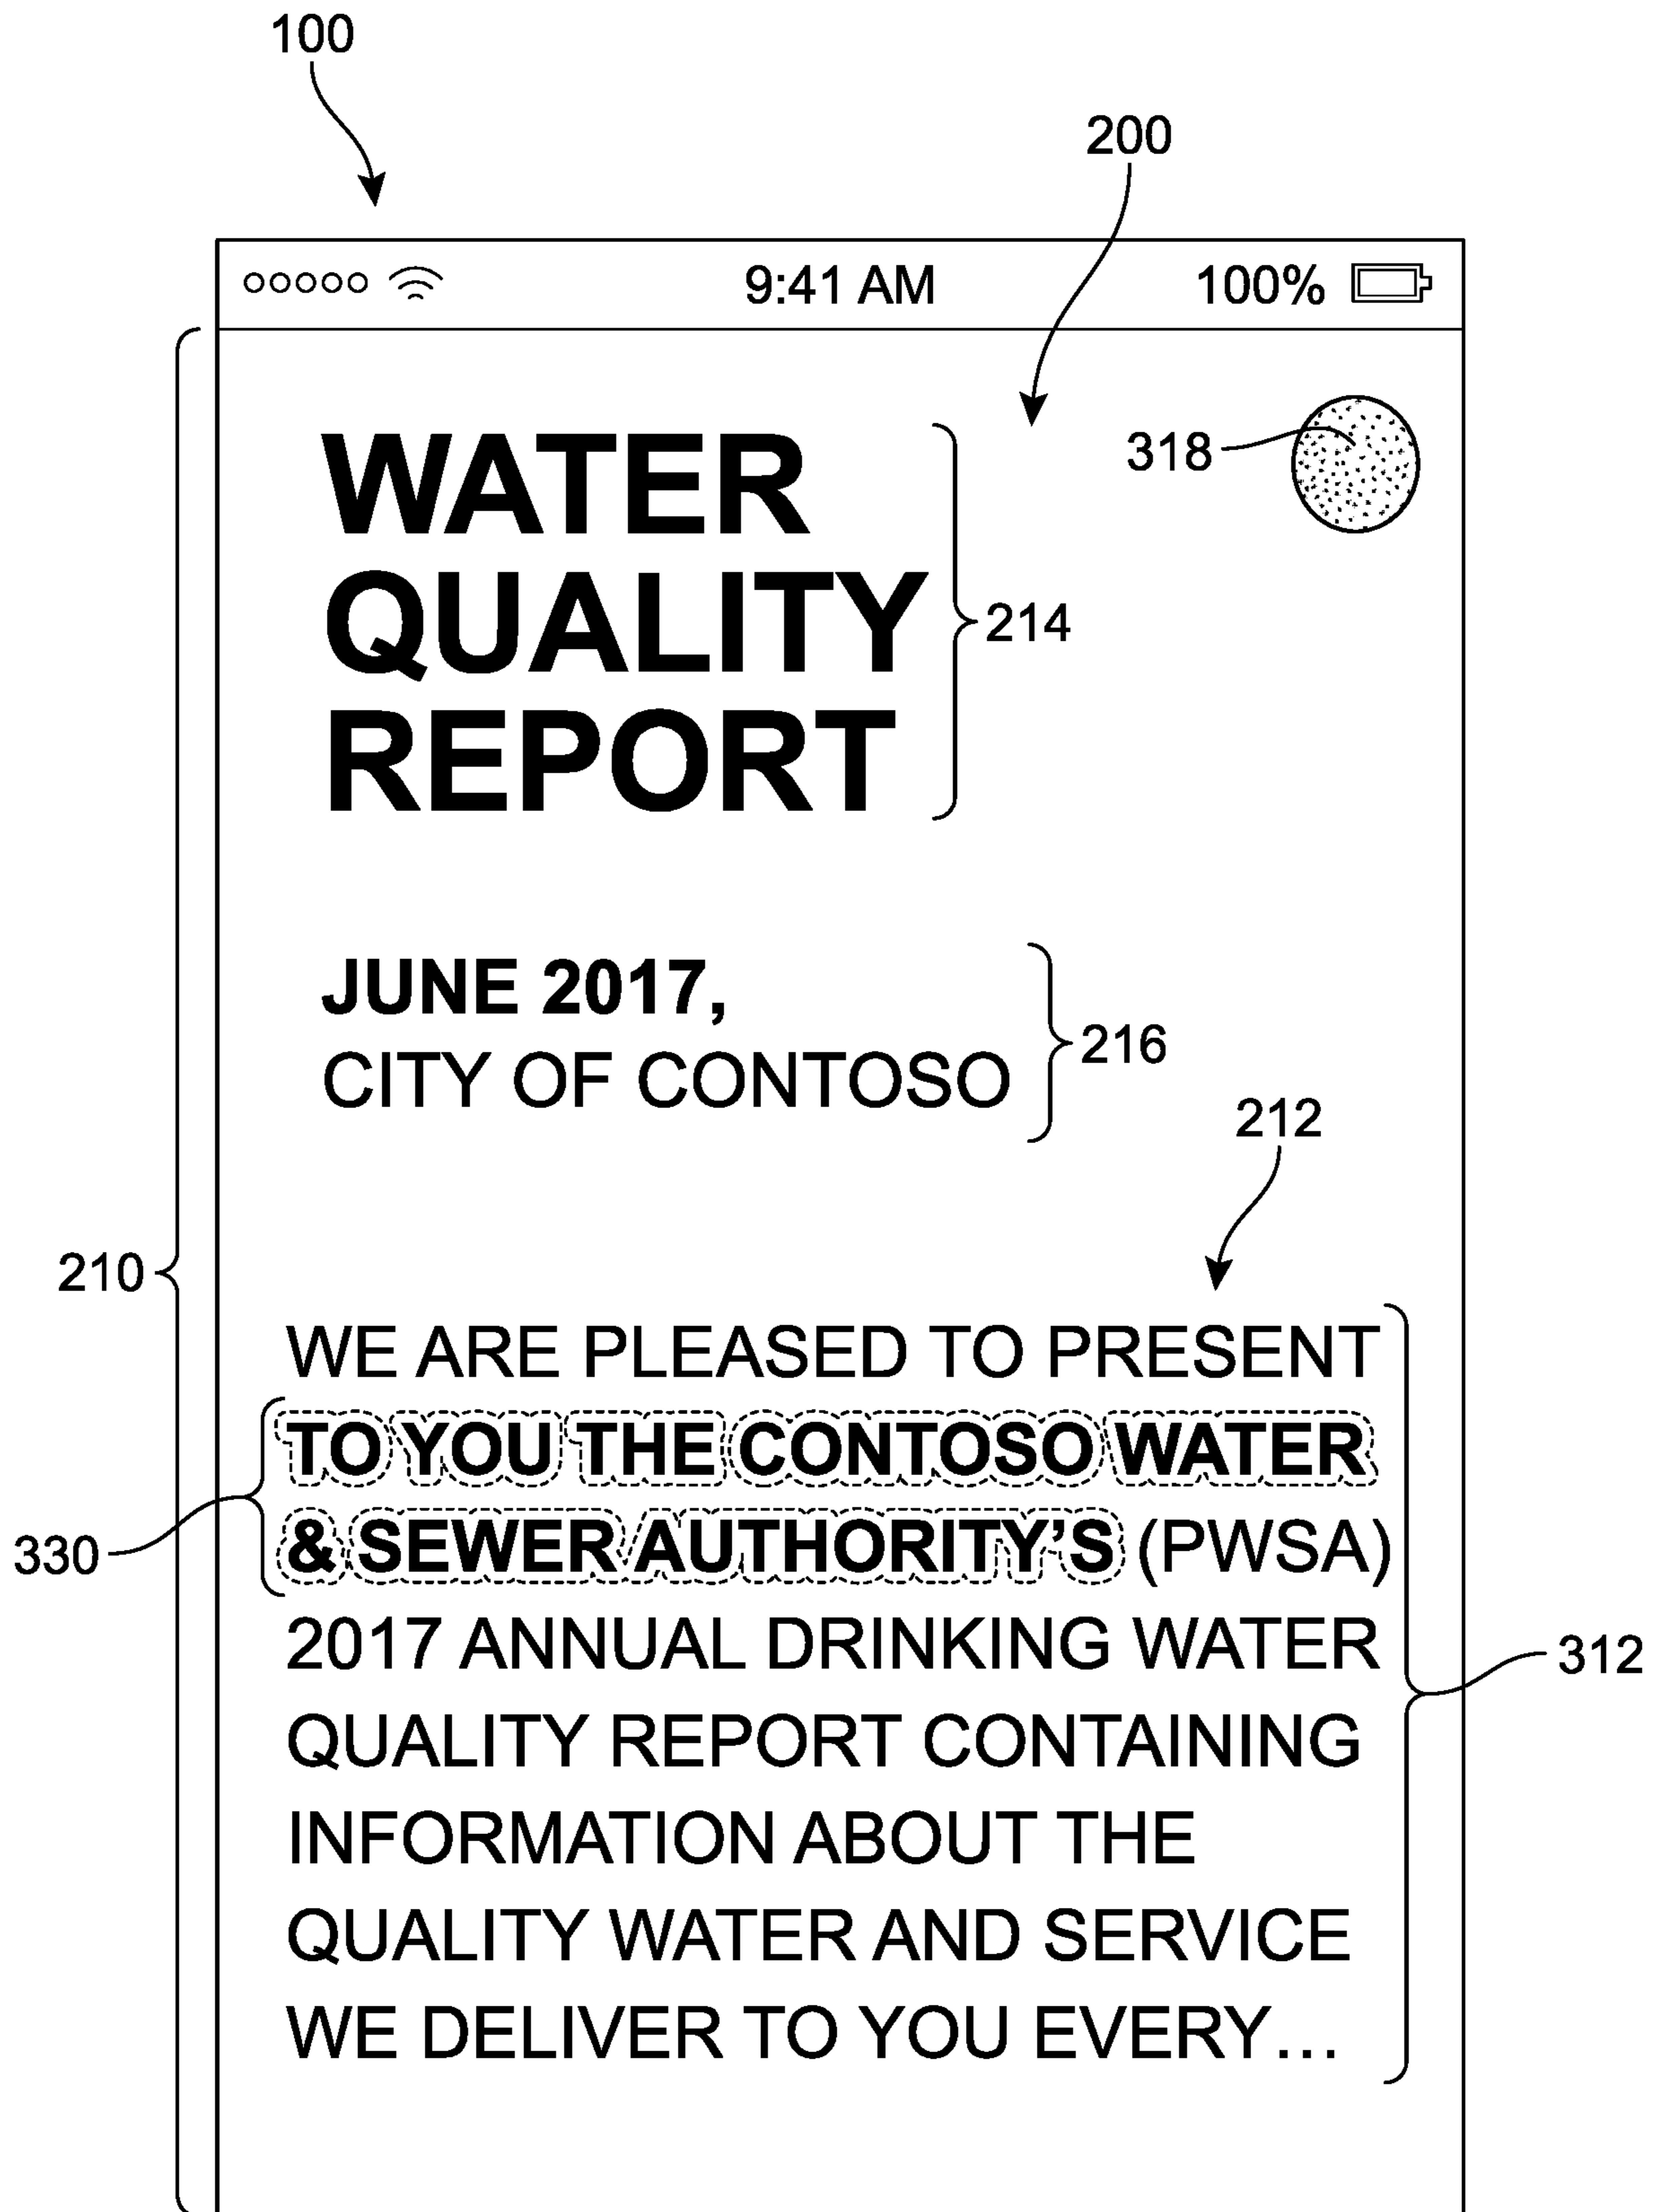 100
200
9:41 AM 100%
318
WATER
QUALITY
REPORT
214
JUNE 2017,
CITY OF CONTOSO
216
212
210
WE ARE PLEASED TO PRESENT
TO YOU THE CONTOSO WATER
& SEWER AUTHORITY'S (PWSA)
330
2017 ANNUAL DRINKING WATER
312
QUALITY REPORT CONTAINING
INFORMATION ABOUT THE
QUALITY WATER AND SERVICE
WE DELIVER TO YOU EVERY...